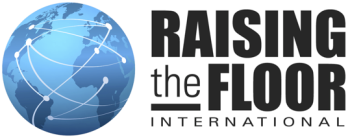 RAISING
the FLOOR
INTERNATIONAL